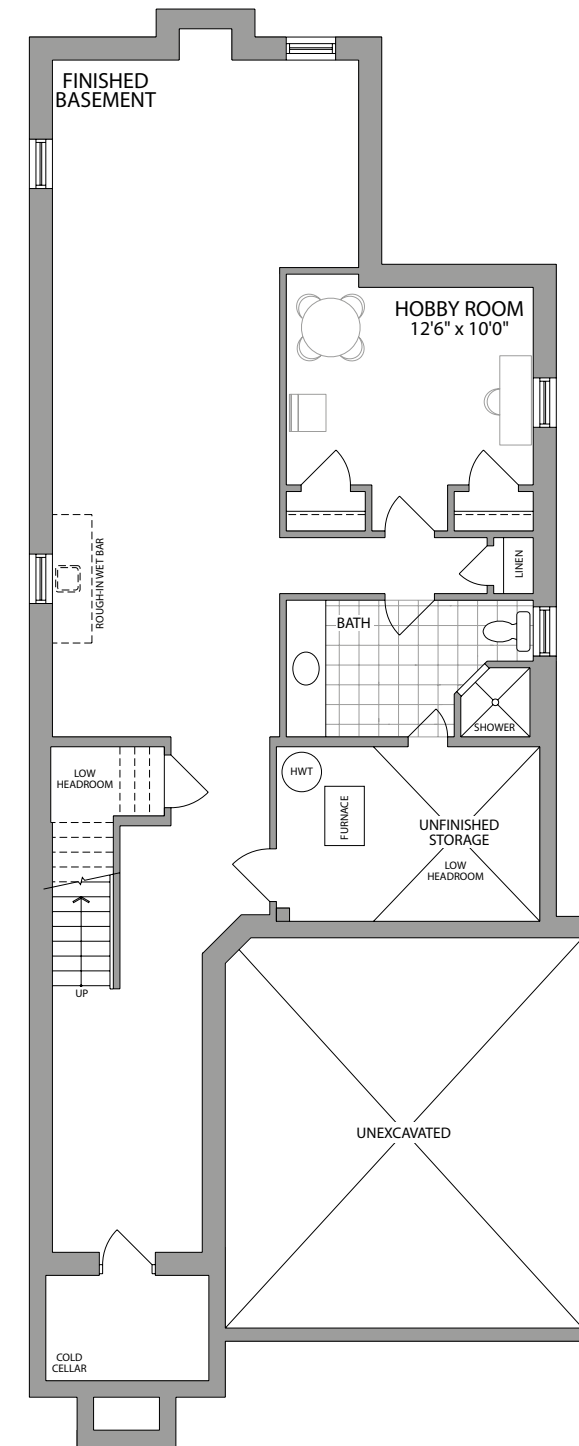 FINISHED
BASEMENT
HOBBY ROOM
12'6" x 10'0"
ROUGH-IN WET BAR
LINEN
BATH
SHOWER
LOW
HEADROOM
HWT
FURNACE
UNFINISHED
STORAGE
LOW
HEADROOM
UP
UNEXCAVATED
COLD
CELLAR